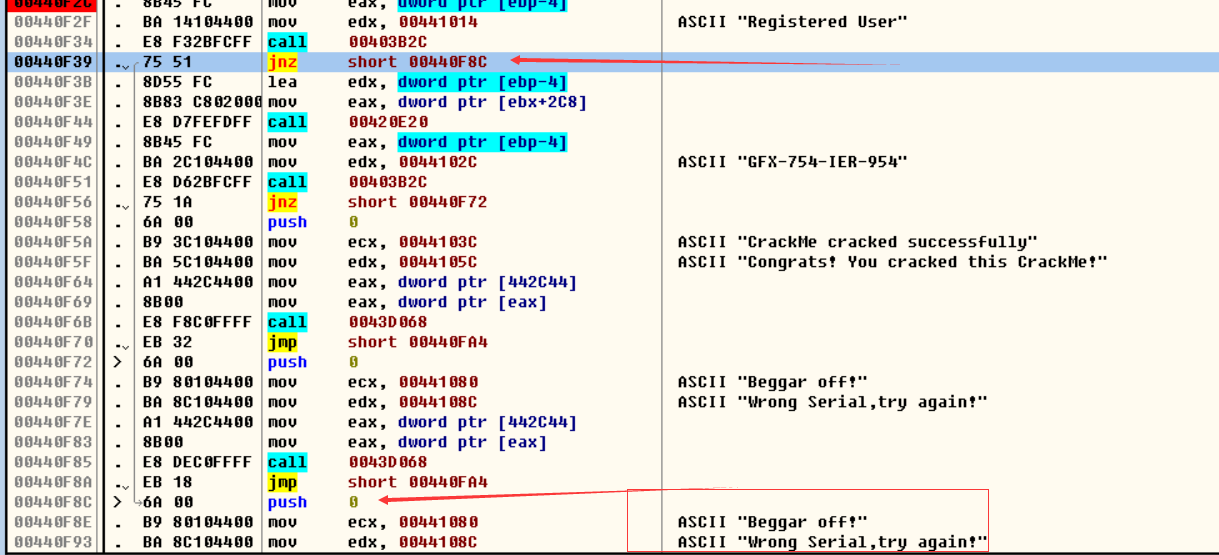 00440F2C . 8B45 FC mov eax, dword ptr [ebp-4]
00440F2F . BA 14104400 mov edx, 00441014 ASCII "Registered User"
00440F34 . E8 F32BFCFF call 00403B2C
00440F39 . 75 51 jnz short 00440F8C
00440F3B . 8D55 FC lea edx, dword ptr [ebp-4]
00440F3E . 8B83 C802000 mov eax, dword ptr [ebx+2C8]
00440F44 . E8 D7FEFDFF call 00420E20
00440F49 . 8B45 FC mov eax, dword ptr [ebp-4]
00440F4C . BA 2C104400 mov edx, 0044102C ASCII "GFX-754-IER-954"
00440F51 . E8 D62BFCFF call 00403B2C
00440F56 . 75 1A jnz short 00440F72
00440F58 . 6A 00 push 0
00440F5A . B9 3C104400 mov ecx, 0044103C ASCII "CrackMe cracked successfully"
00440F5F . BA 5C104400 mov edx, 0044105C ASCII "Congrats! You cracked this CrackMe!"
00440F64 . A1 442C4400 mov eax, dword ptr [442C44]
00440F69 . 8B00 mov eax, dword ptr [eax]
00440F6B . E8 F8C0FFFF call 0043D068
00440F70 . EB 32 jmp short 00440FA4
00440F72 > 6A 00 push 0
00440F74 . B9 80104400 mov ecx, 00441080 ASCII "Beggar off!"
00440F79 . BA 8C104400 mov edx, 0044108C ASCII "Wrong Serial,try again!"
00440F7E . A1 442C4400 mov eax, dword ptr [442C44]
00440F83 . 8B00 mov eax, dword ptr [eax]
00440F85 . E8 DEC0FFFF call 0043D068
00440F8A . EB 18 jmp short 00440FA4
00440F8C > 6A 00 push 0
00440F8E . B9 80104400 mov ecx, 00441080 ASCII "Beggar off!"
00440F93 . BA 8C104400 mov edx, 0044108C ASCII "Wrong Serial,try again!"